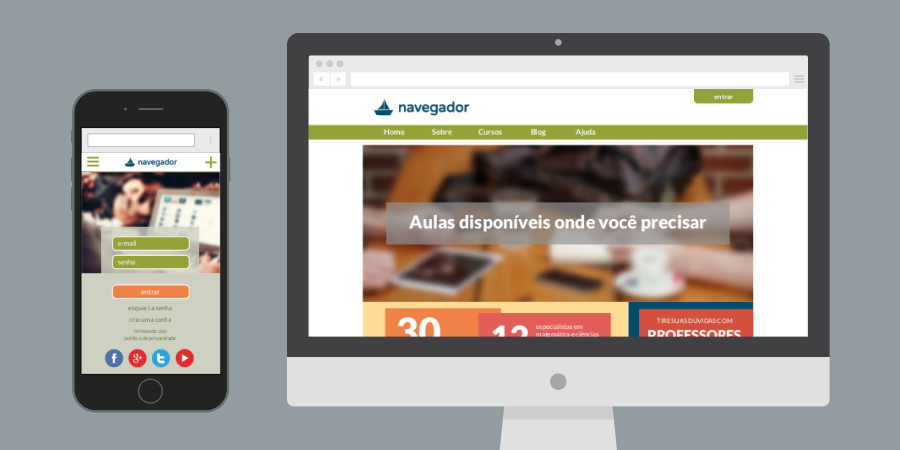 navegador
e-mail
senha
entrar
esqueci a senha
crie uma conta
termos de uso
política de privacidade
entrar
navegador
Home Sobre Cursos Blog Ajuda
Aulas disponíveis onde você precisar
30
12 especialistas em
matemática e ciências
TIRE SUAS DÚVIDAS COM
PROFESSORES